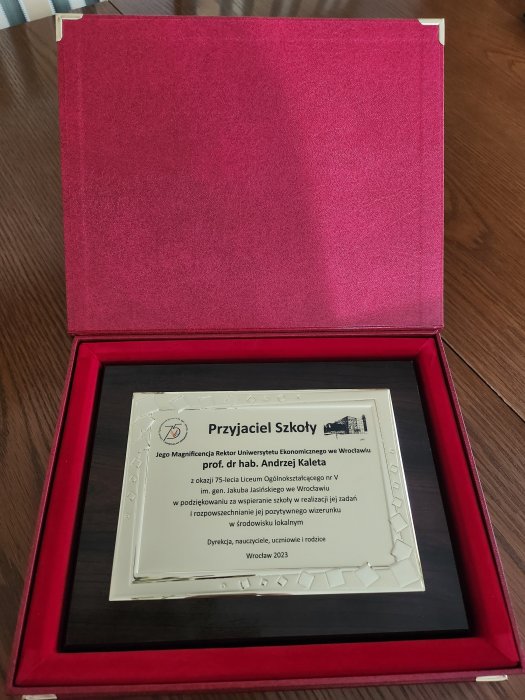 75
Przyjaciel Szkoły
Jego Magnificencja Rektor Uniwersytetu Ekonomicznego we Wrocławiu
prof. dr hab. Andrzej Kaleta
z okazji 75-lecia Liceum Ogólnokształcącego nr V
im. gen. Jakuba Jasińskiego we Wrocławiu
w podziękowaniu za wspieranie szkoły w realizacji jej zadań
i rozpowszechnianie jej pozytywnego wizerunku
w środowisku lokalnym
Dyrekcja, nauczyciele, uczniowie i rodzice
Wrocław 2023